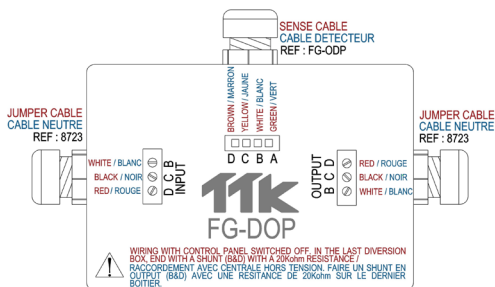 SENSE CABLE
CABLE DETECTEUR
REF : FG-ODP
JUMPER CABLE
CABLE NEUTRE
REF : 8723
BROWN / MARRON
YELLOW / JAUNE
WHITE / BLANC
GREEN / VERT
D C B A
JUMPER CABLE
CABLE NEUTRE
REF : 8723
WHITE / BLANC
BLACK / NOIR
RED / ROUGE
D C B
INPUT
OUTPUT
B C D
RED / ROUGE
BLACK / NOIR
WHITE / BLANC
TTK
FG-DOP
WIRING WITH CONTROL PANEL SWITCHED OFF. IN THE LAST DIVERSION
BOX, END WITH A SHUNT (B&D) WITH A 20Kohm RESISTANCE /
RACCORDEMENT AVEC CENTRALE HORS TENSION. FAIRE UN SHUNT EN
OUTPUT (B&D) AVEC UNE RESITANCE DE 20Kohm SUR LE DERNIER
BOITIER.